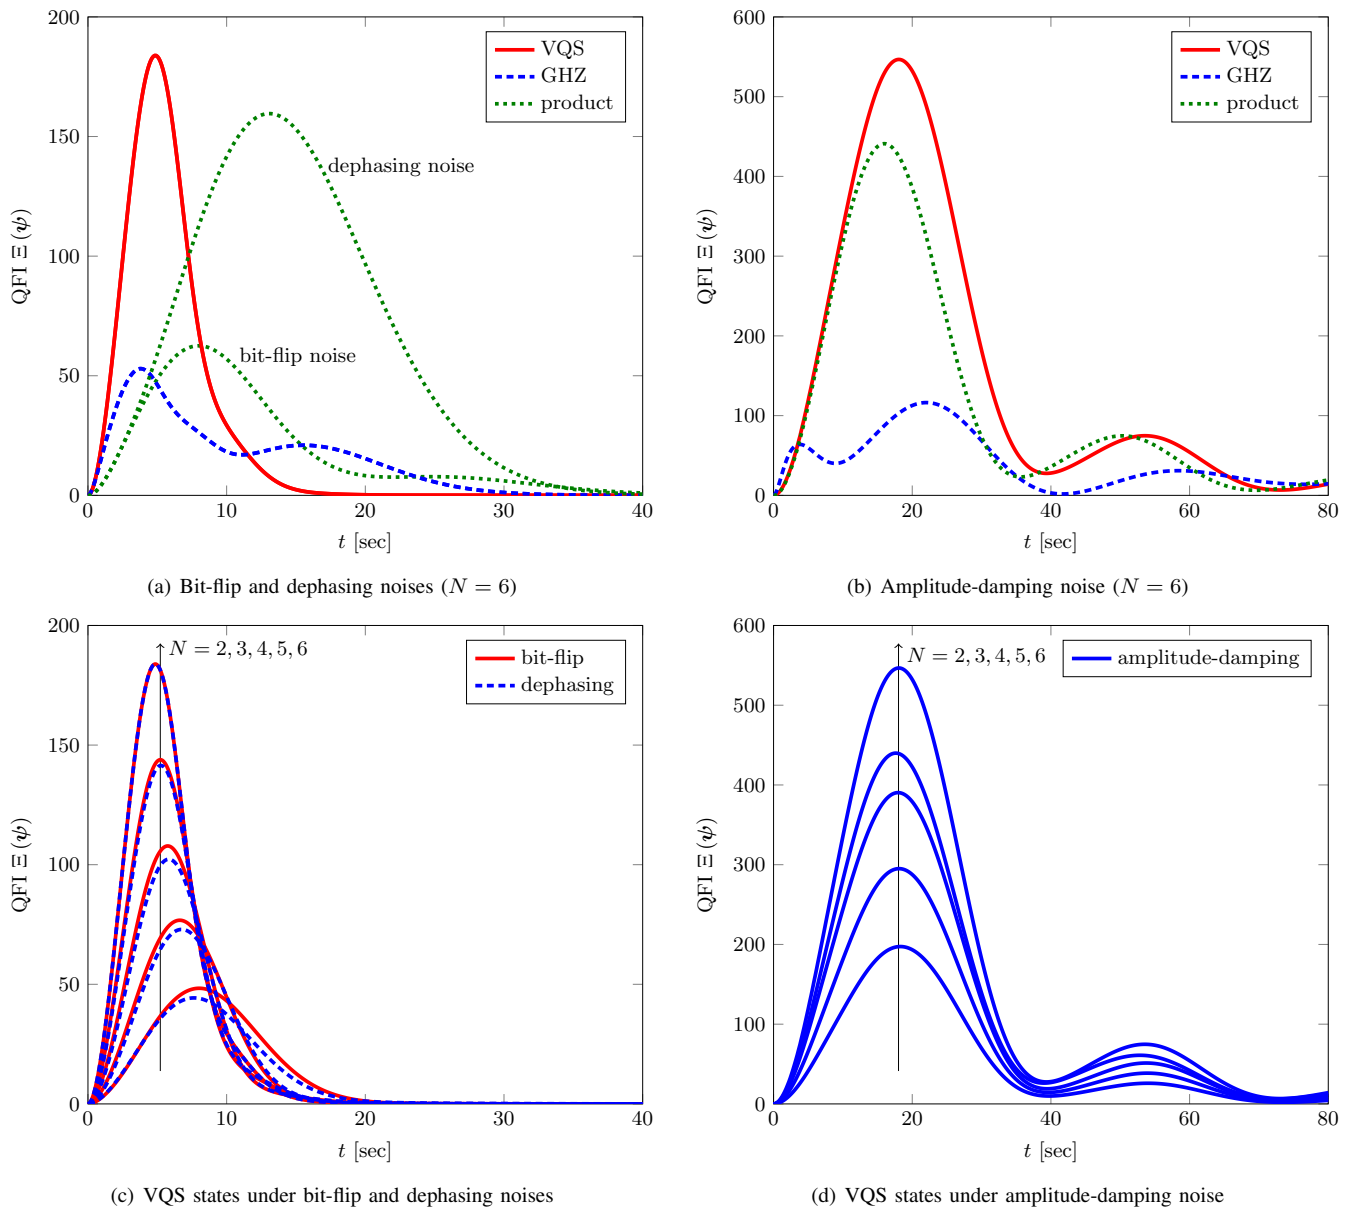 200
150
100
50
0
0 10 20 30 40
QFI Ξ(ψ)
t [sec]
VQS
GHZ
product
dephasing noise
bit-flip noise
(a) Bit-flip and dephasing noises (N = 6)
600
500
400
300
200
100
0
0 20 40 60 80
QFI Ξ(ψ)
t [sec]
VQS
GHZ
product
(b) Amplitude-damping noise (N = 6)
200
150
100
50
0
0 10 20 30 40
QFI Ξ(ψ)
t [sec]
N = 2, 3, 4, 5, 6
bit-flip
dephasing
(c) VQS states under bit-flip and dephasing noises
600
500
400
300
200
100
0
0 20 40 60 80
QFI Ξ(ψ)
t [sec]
N = 2, 3, 4, 5, 6
amplitude-damping
(d) VQS states under amplitude-damping noise